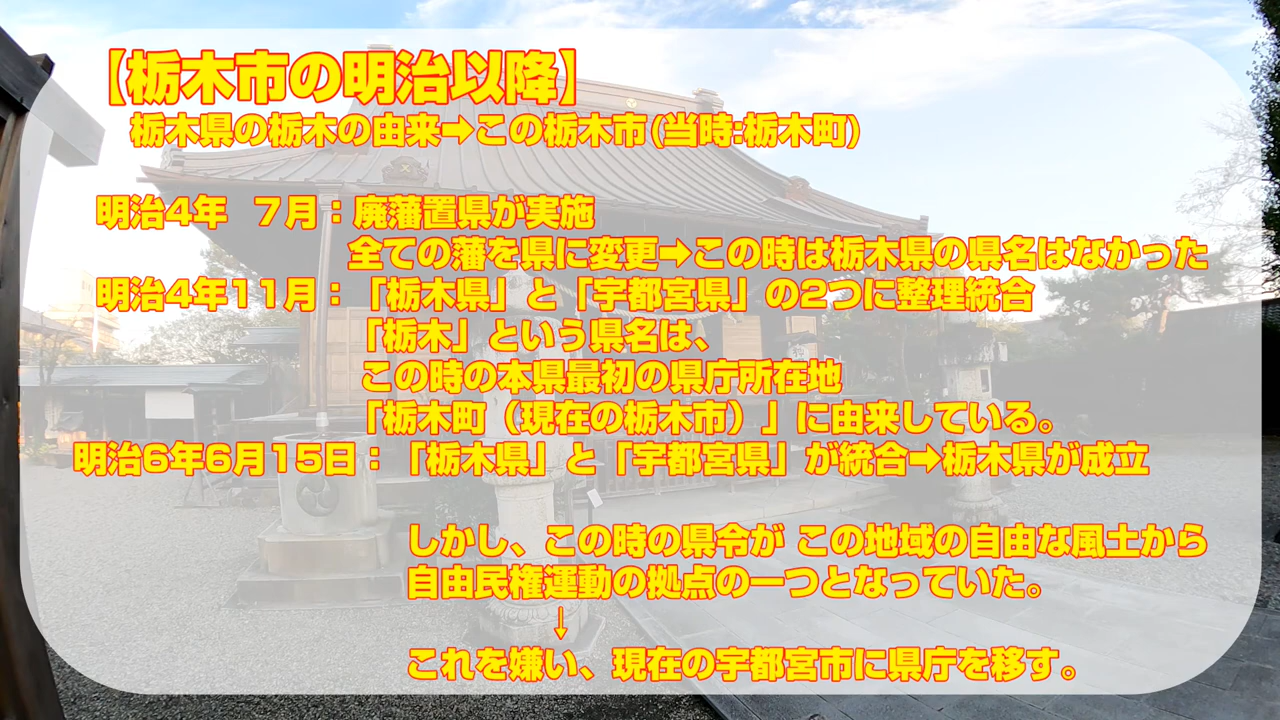 【栃木市の明治以降】
栃木県の栃木の由来➡この栃木市(当時:栃木町)
明治4年 7月：廃藩置県が実施
全ての藩を県に変更➡この時は栃木県の県名はなかった
明治4年11月：「栃木県」と「宇都宮県」の2つに整理統合
「栃木」という県名は、
この時の本県最初の県庁所在地
「栃木町（現在の栃木市）」に由来している。
明治6年6月15日：「栃木県」と「宇都宮県」が統合➡栃木県が成立
しかし、この時の県令が この地域の自由な風土から
自由民権運動の拠点の一つとなっていた。
↓
これを嫌い、現在の宇都宮市に県庁を移す。